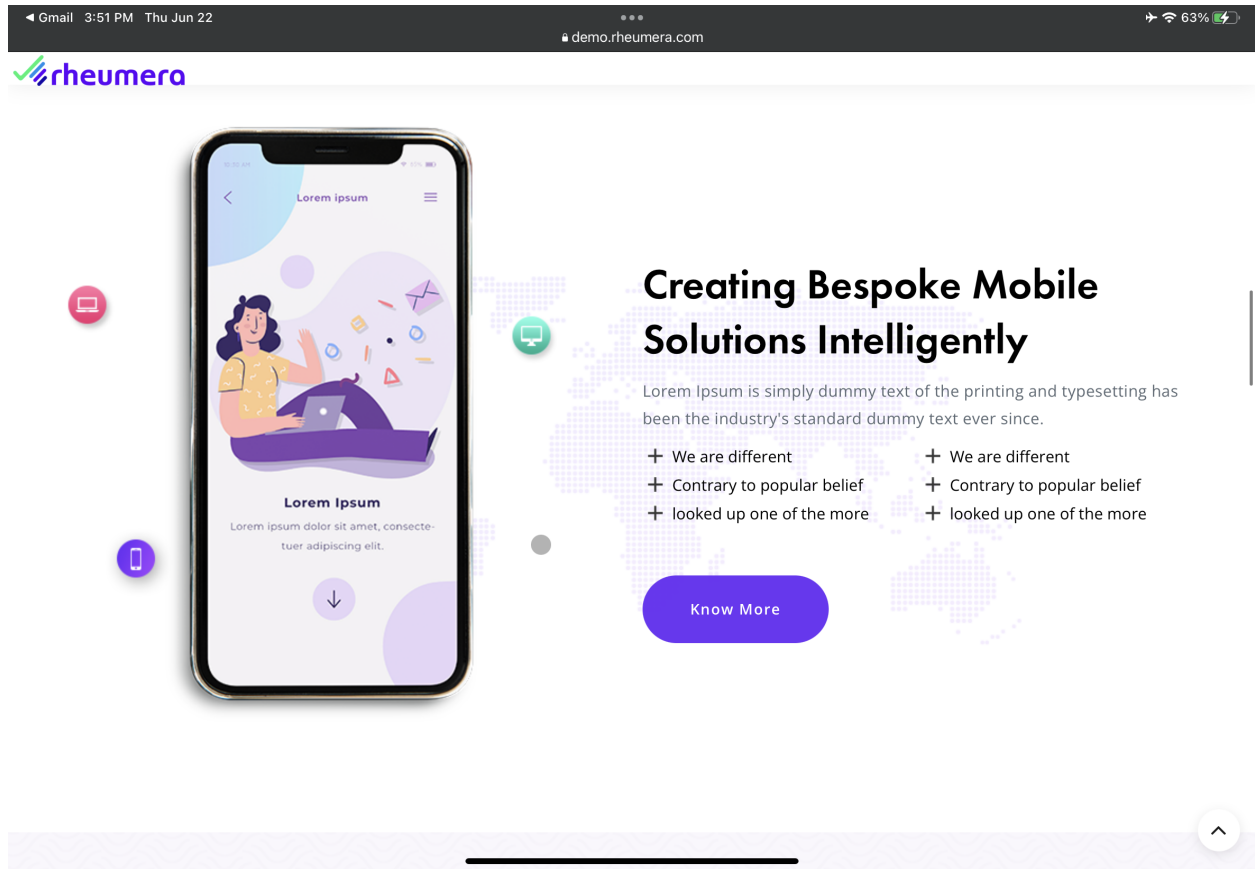 Gmail 3:51 PM Thu Jun 22
63%
demo.rheumera.com
rheumera
Lorem ipsum
Creating Bespoke Mobile
Solutions Intelligently
Lorem Ipsum is simply dummy text of the printing and typesetting has
been the industry's standard dummy text ever since.
We are different
Contrary to popular belief
looked up one of the more
We are different
Contrary to popular belief
looked up one of the more
Know More
Lorem Ipsum
Lorem ipsum dolor sit amet, consecte-
tuer adipiscing elit.